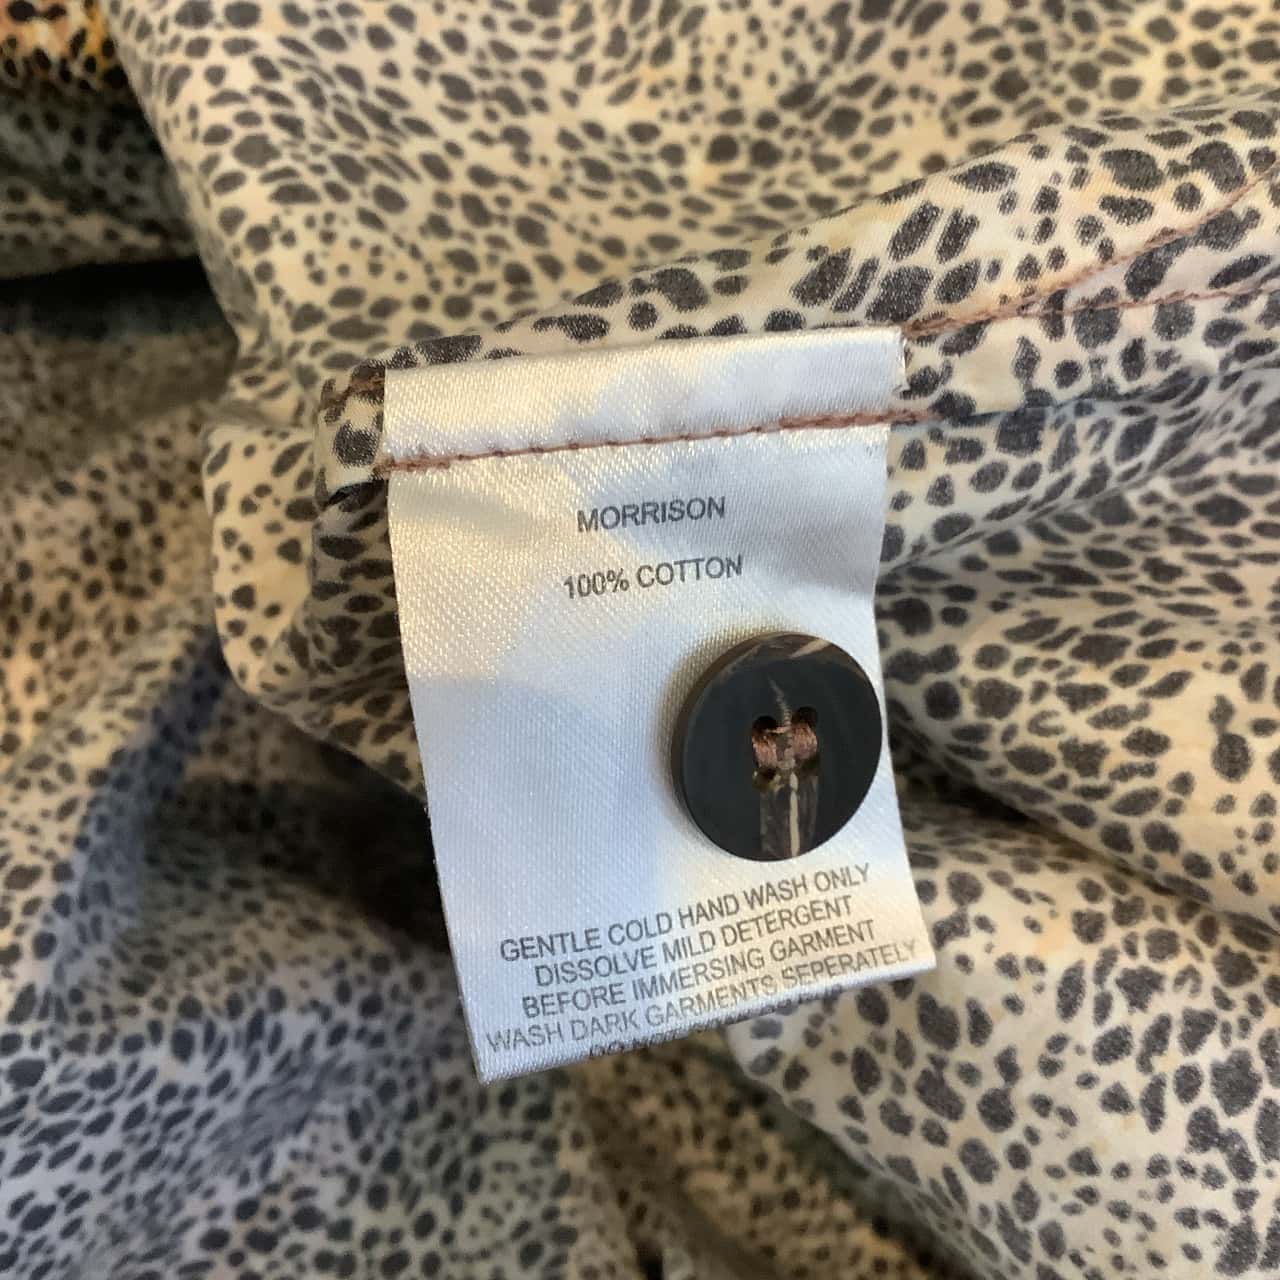 MORRISON
100% COTTON
GENTLE COLD HAND WASH ONLY
DISSOLVE MILD DETERGENT
BEFORE IMMERSING GARMENT
WASH DARK GARMENTS SEPERATELY